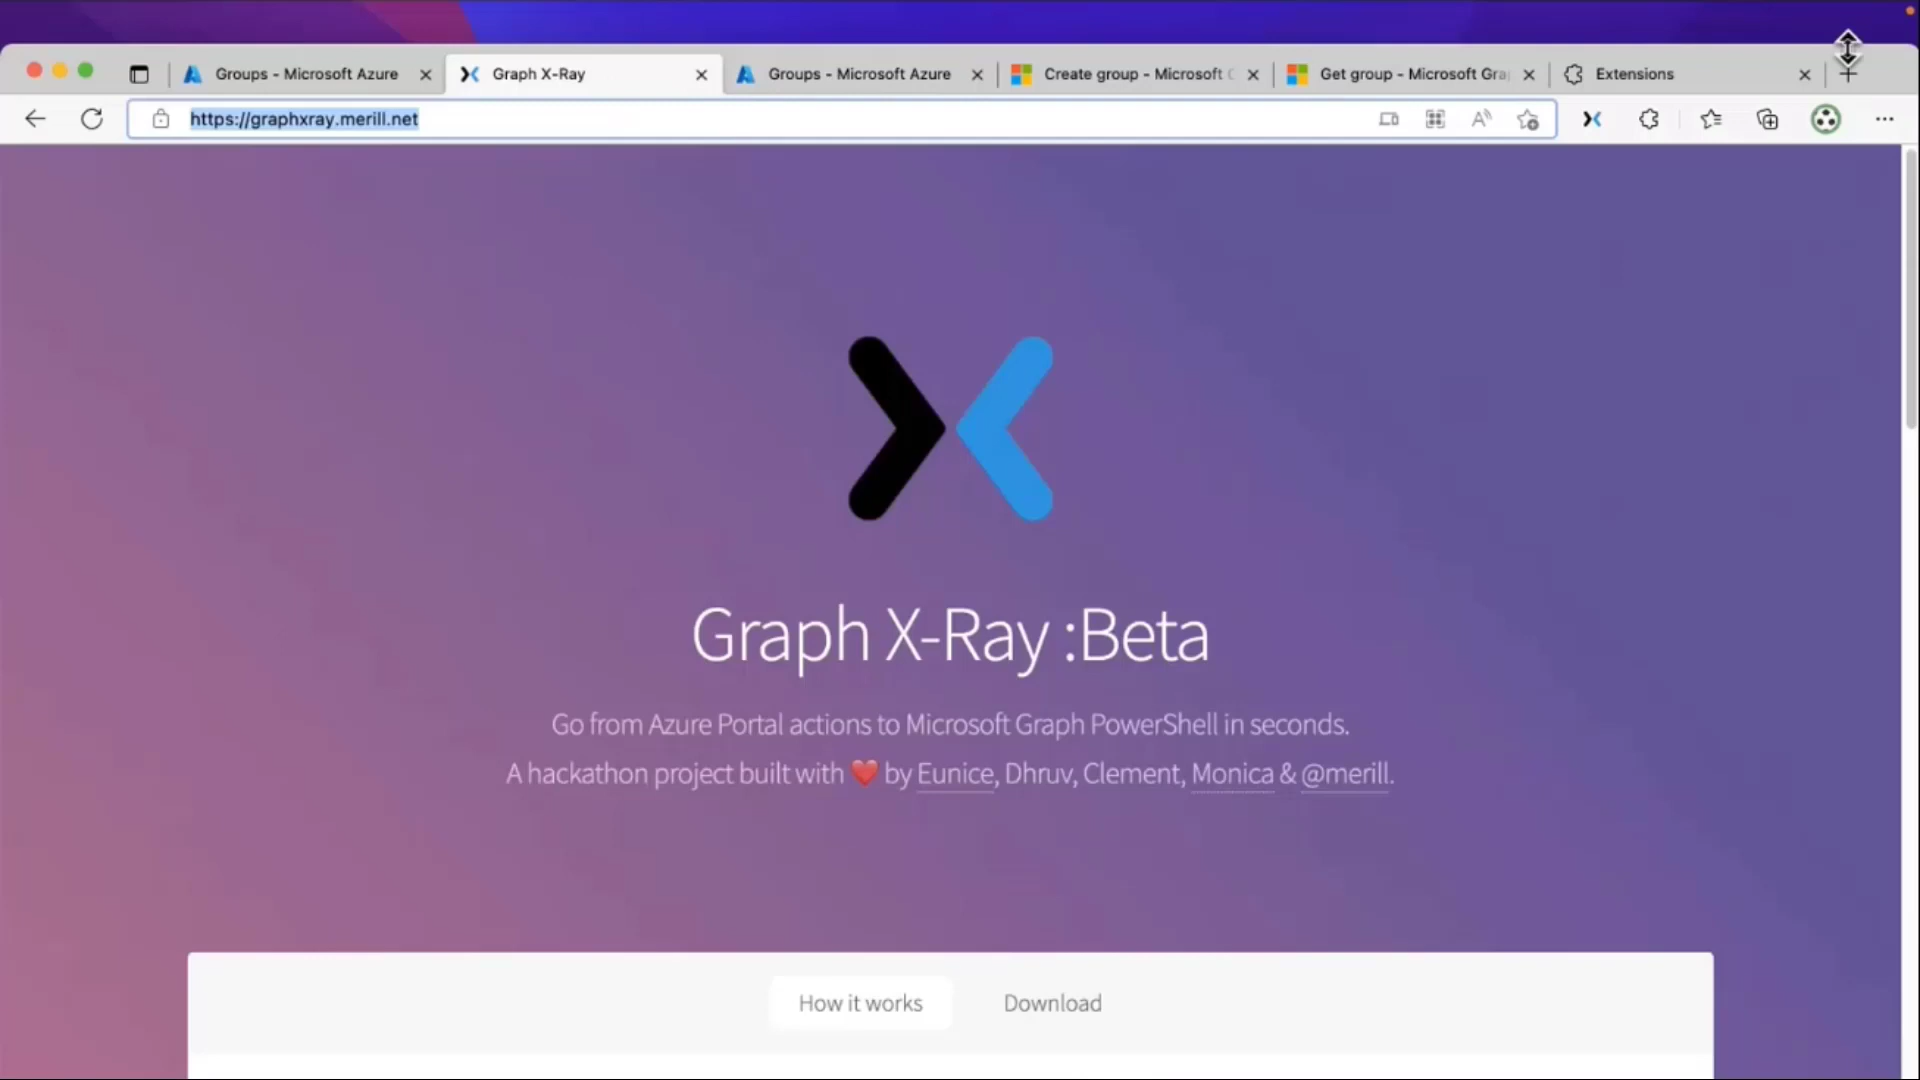 Groups - Microsoft Azure
Graph X-Ray
Groups - Microsoft Azure
Create group - Microsoft
Get group - Microsoft Gra
Extensions
https://graphxray.merill.net
Graph X-Ray :Beta
Go from Azure Portal actions to Microsoft Graph PowerShell in seconds.
A hackathon project built with ❤️ by Eunice, Dhruv, Clement, Monica & @merill.
How it works
Download